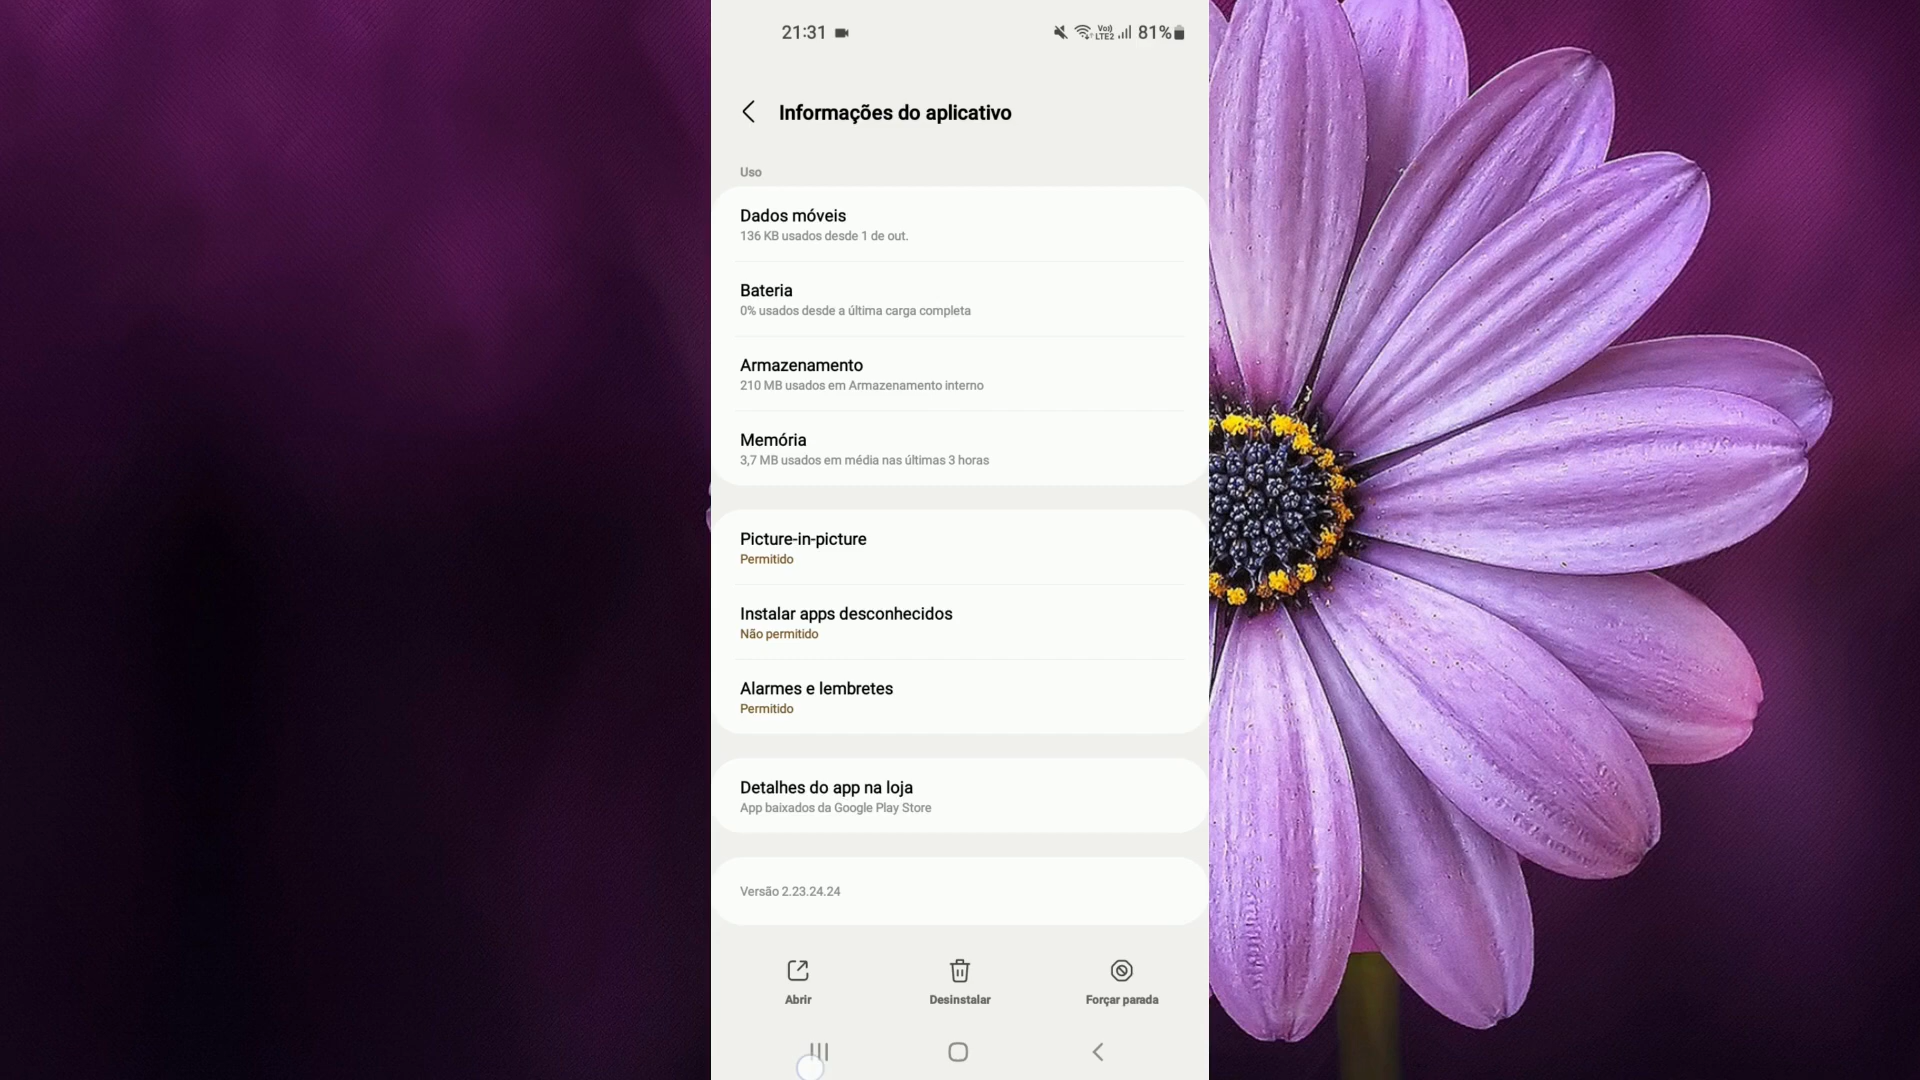 21:31
Vo))
LTE2
81%
Informações do aplicativo
Uso
Dados móveis
136 KB usados desde 1 de out.
Bateria
0% usados desde a última carga completa
Armazenamento
210 MB usados em Armazenamento interno
Memória
3,7 MB usados em média nas últimas 3 horas
Picture-in-picture
Permitido
Instalar apps desconhecidos
Não permitido
Alarmes e lembretes
Permitido
Detalhes do app na loja
App baixados da Google Play Store
Versão 2.23.24.24
Abrir
Desinstalar
Forçar parada